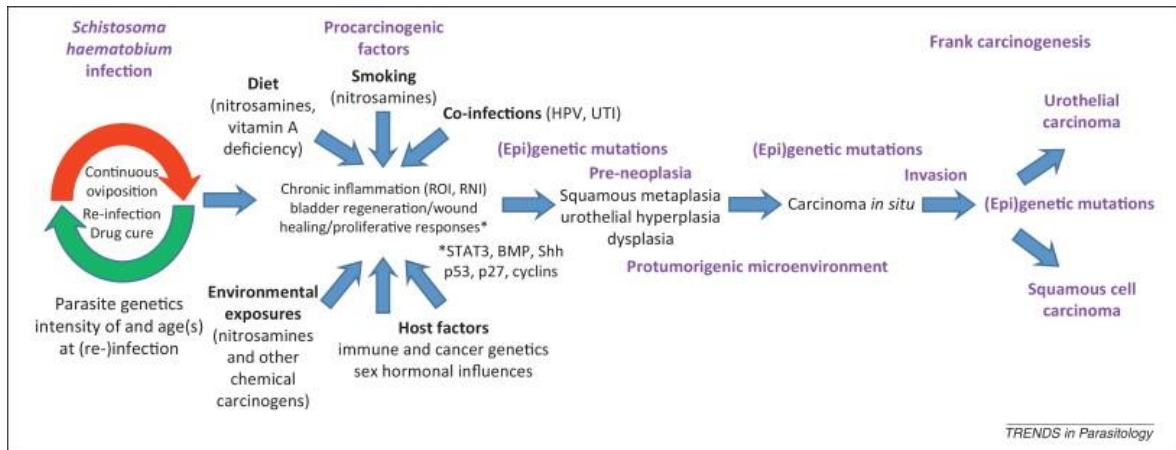 Schistosoma
haematobium
infection
Continuous
oviposition
Re-infection
Drug cure
Parasite genetics
intensity of and age(s)
at (re-)infection
Procarcinogenic
factors
Diet
(nitrosamines,
vitamin A
deficiency)
Smoking
(nitrosamines)
Co-infections (HPV, UTI)
Chronic inflammation (ROI, RNI)
bladder regeneration/wound
healing/proliferative responses*
*STAT3, BMP, Shh
p53, p27, cyclins
Environmental
exposures
(nitrosamines
and other
chemical
carcinogens)
Host factors
immune and cancer genetics
sex hormonal influences
(Epi)genetic mutations
Pre-neoplasia
Squamous metaplasia
urothelial hyperplasia
dysplasia
Protumorigenic microenvironment
(Epi)genetic mutations
Carcinoma in situ
Invasion
Frank carcinogenesis
Urothelial
carcinoma
(Epi)genetic mutations
Squamous cell
carcinoma
TRENDS in Parasitology